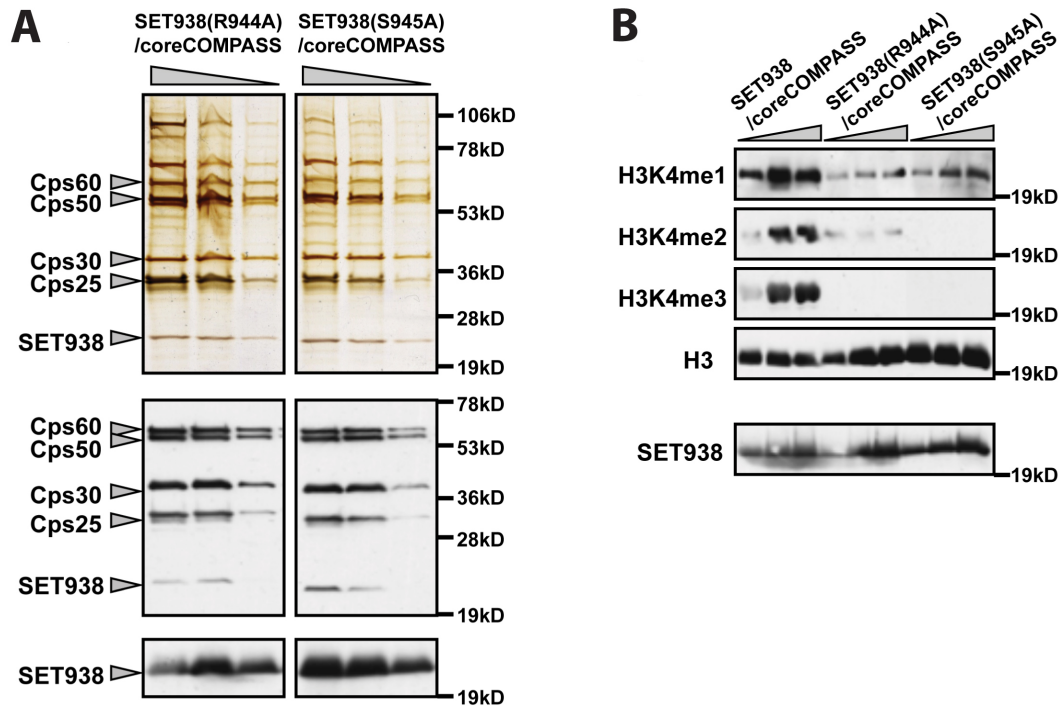 A
SET938(R944A)
/coreCOMPASS
SET938(S945A)
/coreCOMPASS
Cps60
Cps50
Cps30
Cps25
SET938
106kD
78kD
53kD
36kD
28kD
19kD
Cps60
Cps50
Cps30
Cps25
SET938
78kD
53kD
36kD
28kD
19kD
SET938
19kD
B
SET938
/coreCOMPASS
SET938(R944A)
/coreCOMPASS
SET938(S945A)
/coreCOMPASS
H3K4me1
19kD
H3K4me2
19kD
H3K4me3
19kD
H3
19kD
SET938
19kD